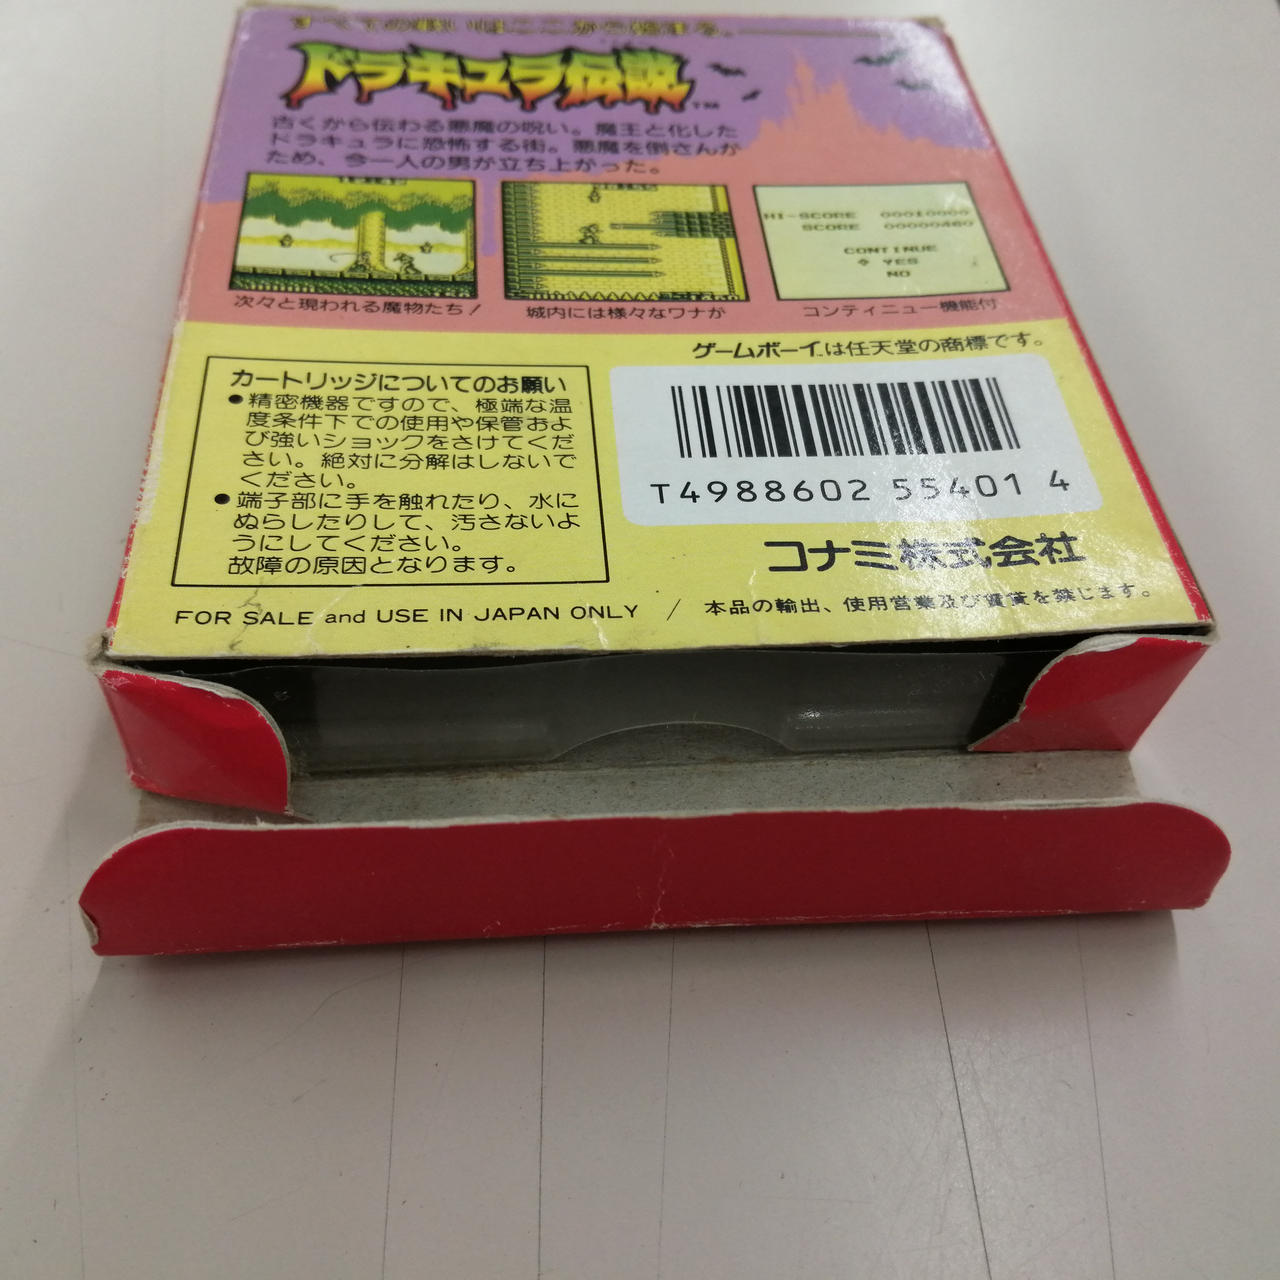 すべての戦いはここから始まる。
ドラキュラ伝説™
古くから伝わる悪魔の呪い。魔王と化した
ドラキュラに恐怖する街。悪魔を倒さんが
ため、今一人の男が立ち上がった。
HI-SCORE 00010000
SCORE 00000460
CONTINUE
YES
NO
次々と現われる魔物たち!
城内には様々なワナが
コンティニュー機能付
ゲームボーイは任天堂の商標です。
カートリッジについてのお願い
●精密機器ですので、極端な温
度条件下での使用や保管およ
び強いショックをさけてくだ
さい。絶対に分解はしないで
ください。
●端子部に手を触れたり、水に
ぬらしたりして、汚さないよ
うにしてください。
故障の原因となります。
T4988602 55401 4
コナミ株式会社
FOR SALE and USE IN JAPAN ONLY / 本品の輸出、使用営業及び賃貸を禁じます。